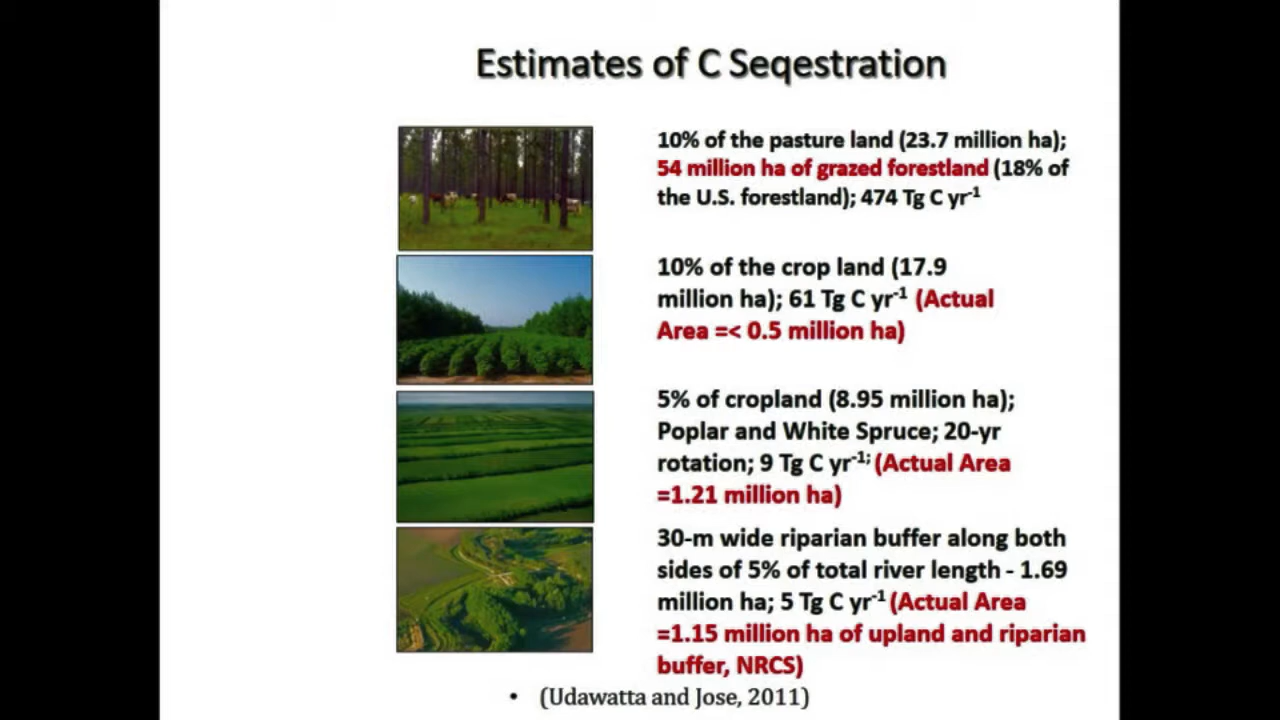 Estimates of C Seqestration
10% of the pasture land (23.7 million ha);
54 million ha of grazed forestland (18% of
the U.S. forestland); 474 Tg C yr⁻¹
10% of the crop land (17.9
million ha); 61 Tg C yr⁻¹ (Actual
Area =< 0.5 million ha)
5% of cropland (8.95 million ha);
Poplar and White Spruce; 20-yr
rotation; 9 Tg C yr⁻¹; (Actual Area
=1.21 million ha)
30-m wide riparian buffer along both
sides of 5% of total river length - 1.69
million ha; 5 Tg C yr⁻¹ (Actual Area
=1.15 million ha of upland and riparian
buffer, NRCS)
• (Udawatta and Jose, 2011)